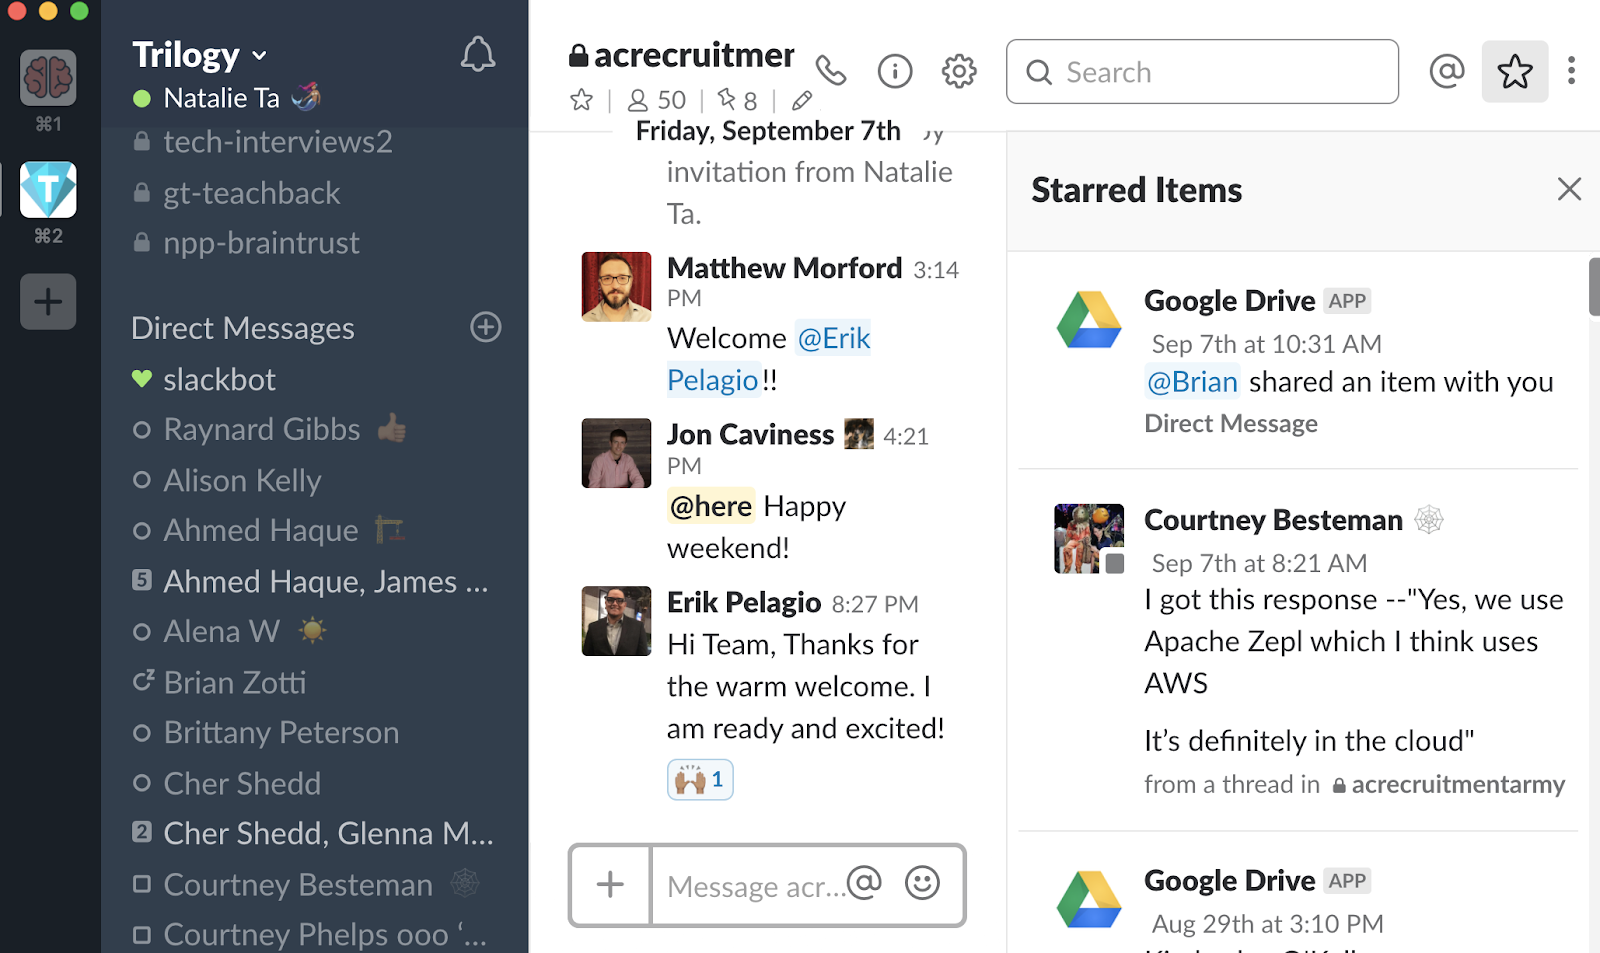 ⌘1
⌘2
Trilogy
Natalie Ta
tech-interviews2
gt-teachback
npp-braintrust
Direct Messages
slackbot
Raynard Gibbs
Alison Kelly
Ahmed Haque
5 Ahmed Haque, James ...
Alena W
Brian Zotti
Brittany Peterson
Cher Shedd
2 Cher Shedd, Glenna M...
Courtney Besteman
Courtney Phelps ooo ‘...
acrecruitmer
50
8
Friday, September 7th
invitation from Natalie
Ta.
Matthew Morford 3:14
PM
Welcome @Erik
Pelagio!!
Jon Caviness 4:21
PM
@here Happy
weekend!
Erik Pelagio 8:27 PM
Hi Team, Thanks for
the warm welcome. I
am ready and excited!
1
Message acr...
Search
Starred Items
Google Drive APP
Sep 7th at 10:31 AM
@Brian shared an item with you
Direct Message
Courtney Besteman
Sep 7th at 8:21 AM
I got this response --"Yes, we use
Apache Zepl which I think uses
AWS
It’s definitely in the cloud"
from a thread in acrecruitmentarmy
Google Drive APP
Aug 29th at 3:10 PM